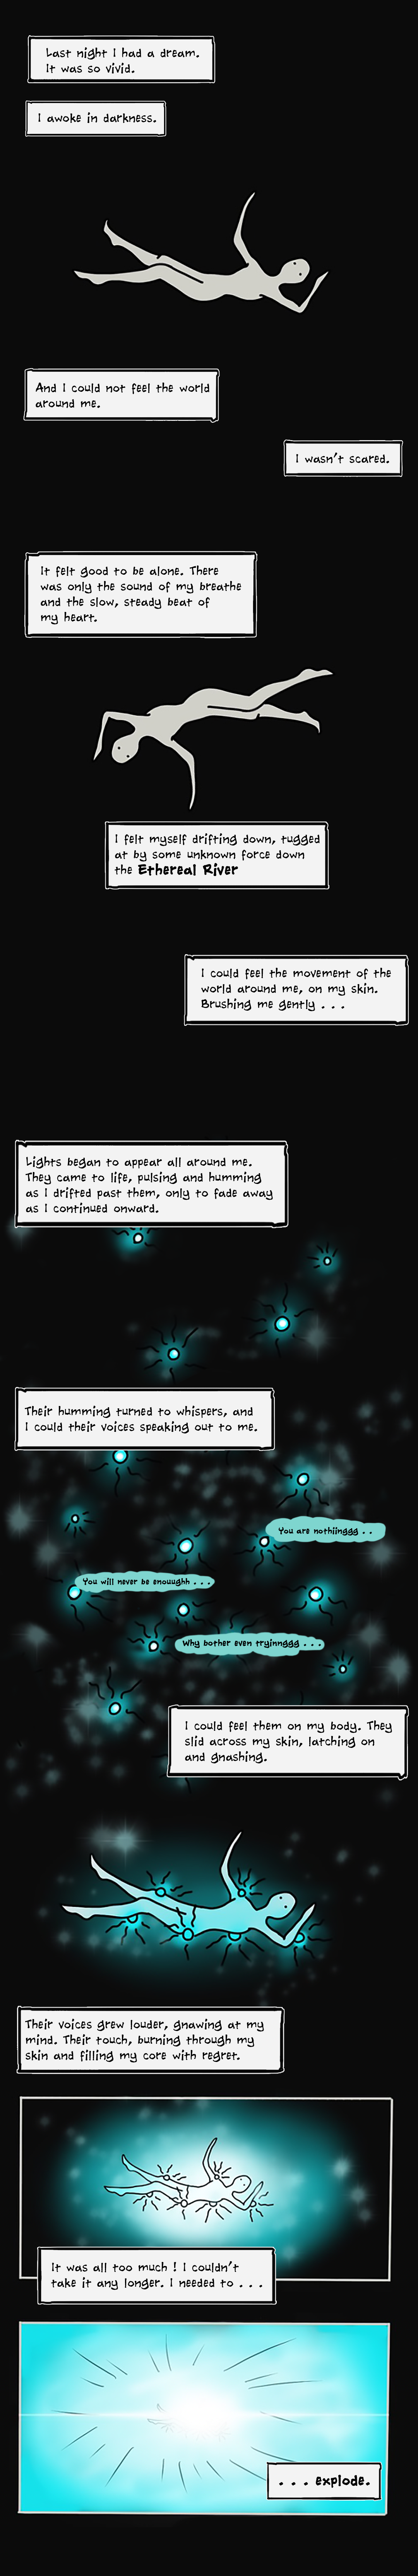 Last night I had a dream.
It was so vivid.
I awoke in darkness.
And I could not feel the world
around me.
I wasn't scared.
It felt good to be alone. There
was only the sound of my breathe
and the slow, steady beat of
my heart.
I felt myself drifting down, tugged
at by some unknown force down
the Ethereal River
I could feel the movement of the
world around me, on my skin.
Brushing me gently . . .
Lights began to appear all around me.
They came to life, pulsing and humming
as I drifted past them, only to fade away
as I continued onward.
Their humming turned to whispers, and
I could their voices speaking out to me.
You are nothiinggg . .
You will never be enouughh . . .
Why bother even tryinnggg . . .
I could feel them on my body. They
slid across my skin, latching on
and gnashing.
Their voices grew louder, gnawing at my
mind. Their touch, burning through my
skin and filling my core with regret.
It was all too much ! I couldn't
take it any longer. I needed to . . .
. . . explode.